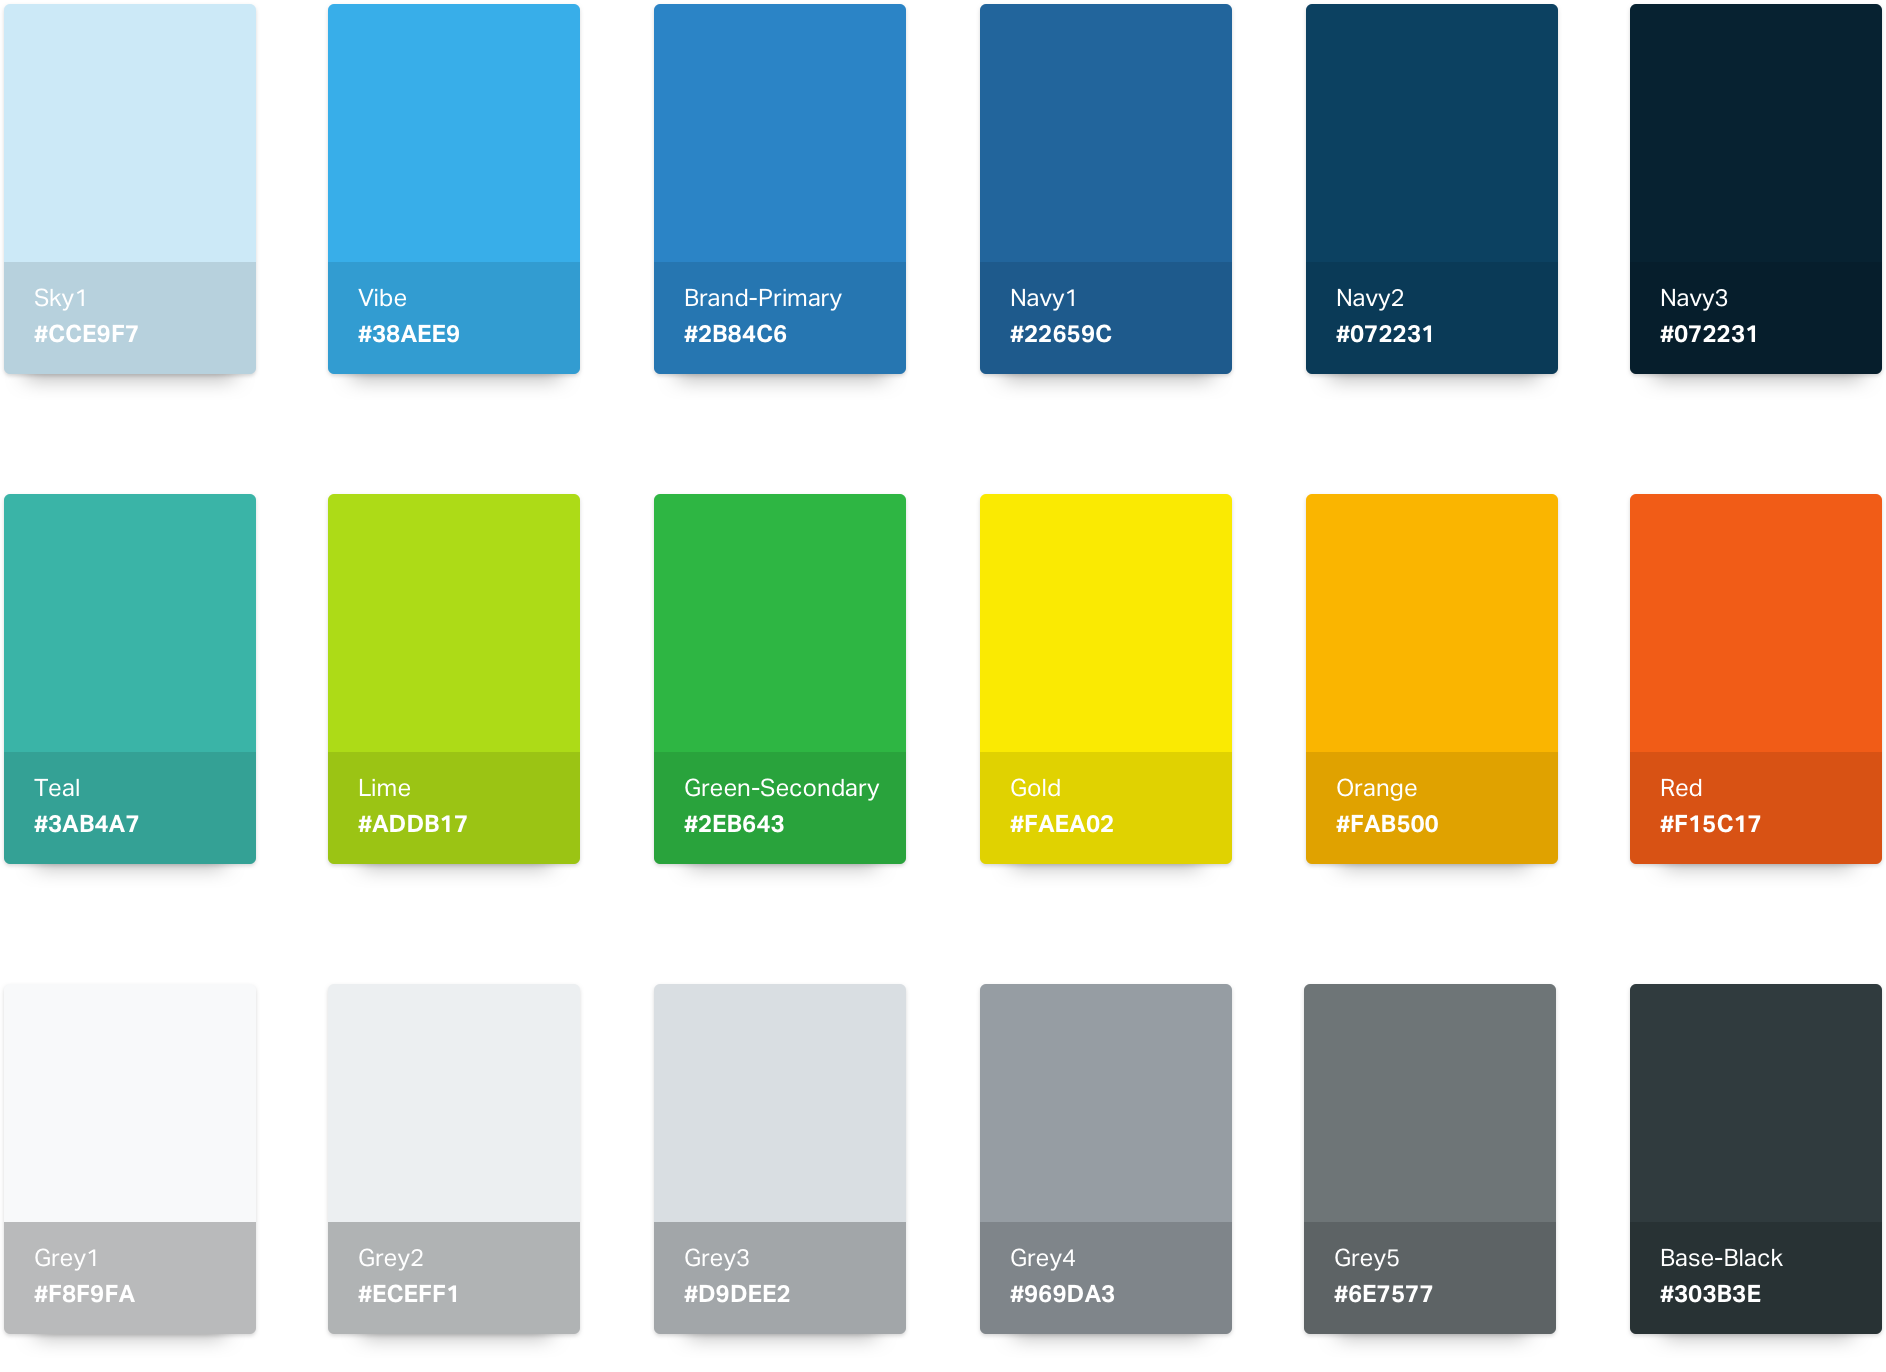 Sky1
#CCE9F7
Vibe
#38AEE9
Brand-Primary
#2B84C6
Navy1
#22659C
Navy2
#072231
Navy3
#072231
Teal
#3AB4A7
Lime
#ADDB17
Green-Secondary
#2EB643
Gold
#FAEA02
Orange
#FAB500
Red
#F15C17
Grey1
#F8F9FA
Grey2
#ECEFF1
Grey3
#D9DEE2
Grey4
#969DA3
Grey5
#6E7577
Base-Black
#303B3E